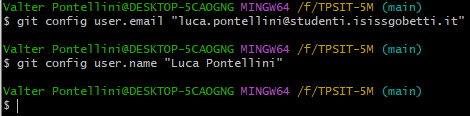 Valter Pontellini@DESKTOP-5CAOGNG MINGW64 /f/TPSIT-5M (main)
$ git config user.email "luca.pontellini@studenti.isissgobetti.it"
Valter Pontellini@DESKTOP-5CAOGNG MINGW64 /f/TPSIT-5M (main)
$ git config user.name "Luca Pontellini"
Valter Pontellini@DESKTOP-5CAOGNG MINGW64 /f/TPSIT-5M (main)
$